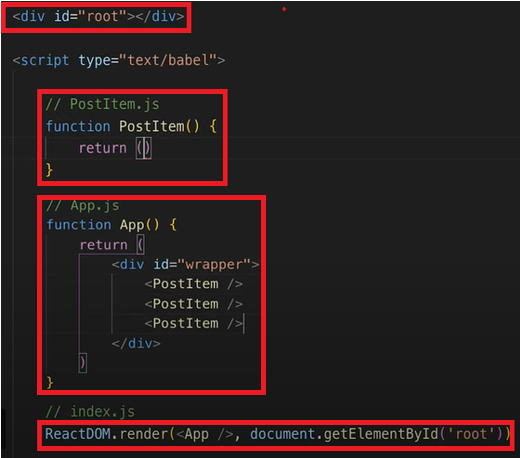 <div id="root"></div>
<script type="text/babel">
// PostItem.js
function PostItem() {
return ()
}
// App.js
function App() {
return (
<div id="wrapper">
<PostItem />
<PostItem />
<PostItem />
</div>
)
}
// index.js
ReactDOM.render(<App />, document.getElementById('root'))